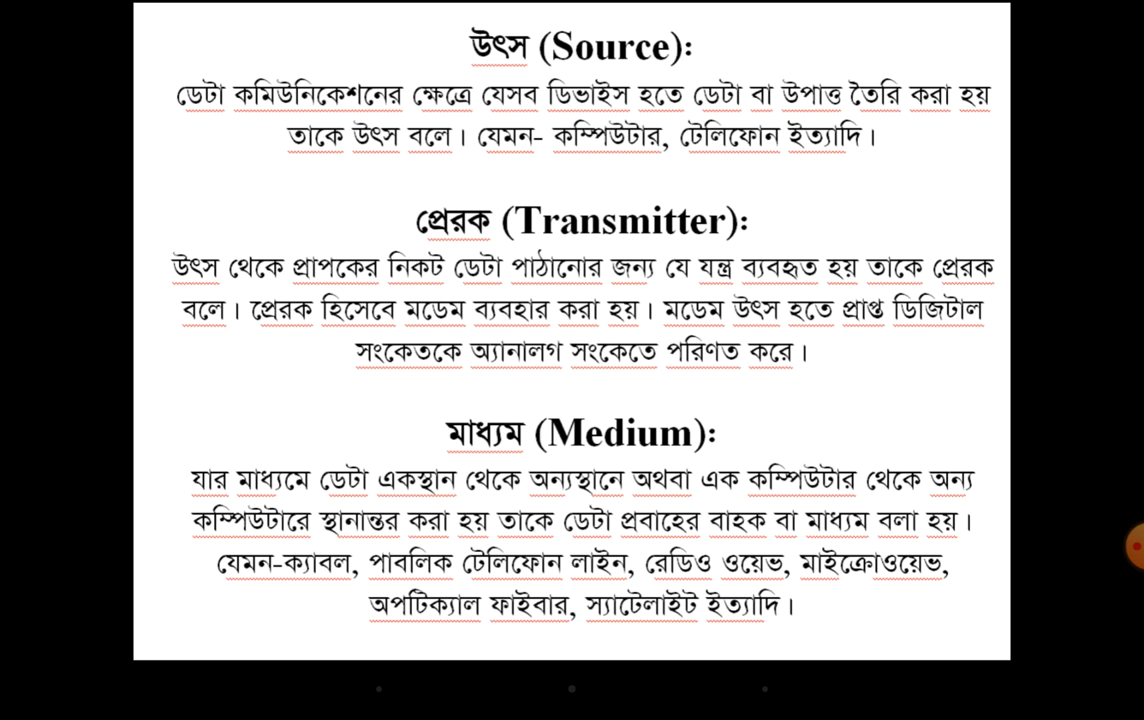 উৎস (Source):
ডেটা কমিউনিকেশনের ক্ষেত্রে যেসব ডিভাইস হতে ডেটা বা উপাত্ত তৈরি করা হয়
তাকে উৎস বলে। যেমন- কম্পিউটার, টেলিফোন ইত্যাদি।
প্রেরক (Transmitter):
উৎস থেকে প্রাপকের নিকট ডেটা পাঠানোর জন্য যে যন্ত্র ব্যবহৃত হয় তাকে প্রেরক
বলে। প্রেরক হিসেবে মডেম ব্যবহার করা হয়। মডেম উৎস হতে প্রাপ্ত ডিজিটাল
সংকেতকে অ্যানালগ সংকেতে পরিণত করে।
মাধ্যম (Medium):
যার মাধ্যমে ডেটা একস্থান থেকে অন্যস্থানে অথবা এক কম্পিউটার থেকে অন্য
কম্পিউটারে স্থানান্তর করা হয় তাকে ডেটা প্রবাহের বাহক বা মাধ্যম বলা হয়।
যেমন-ক্যাবল, পাবলিক টেলিফোন লাইন, রেডিও ওয়েভ, মাইক্রোওয়েভ,
অপটিক্যাল ফাইবার, স্যাটেলাইট ইত্যাদি।